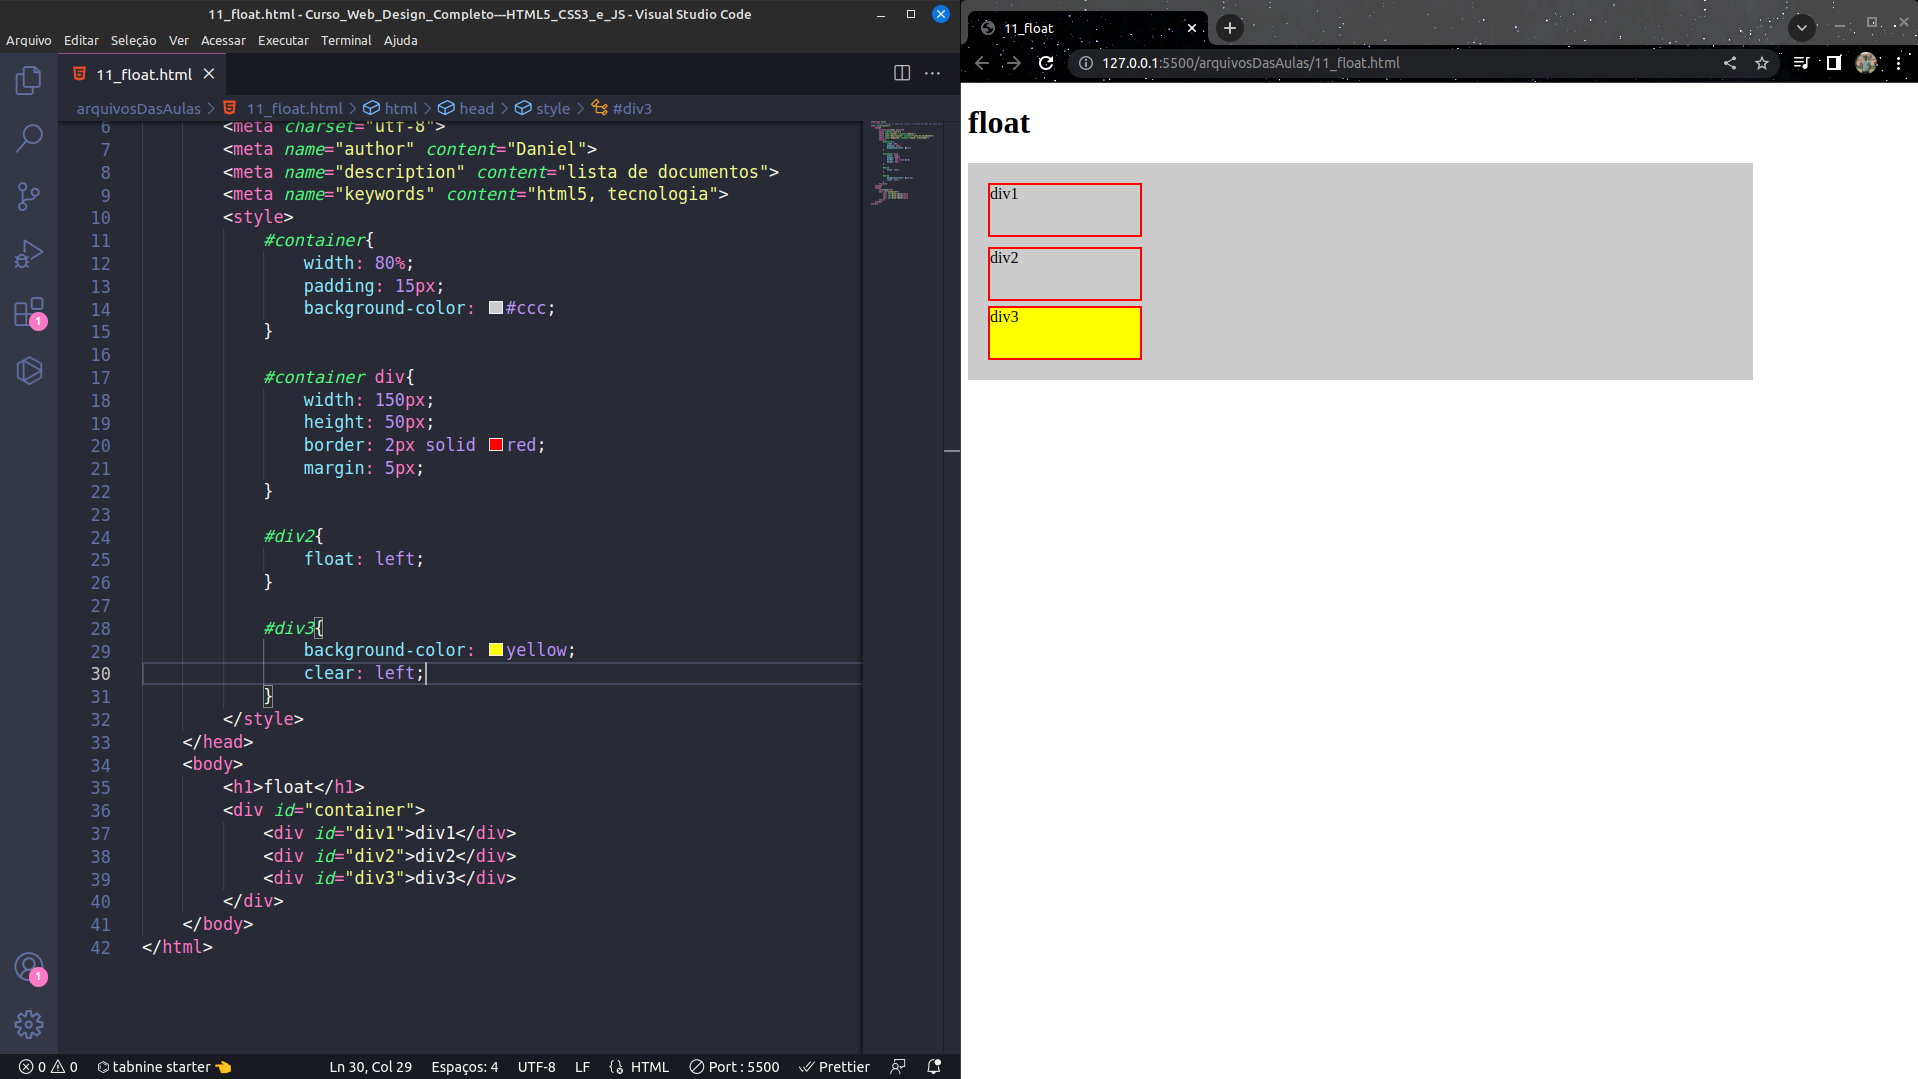 11_float.html - Curso_Web_Design_Completo---HTML5_CSS3_e_JS - Visual Studio Code
Arquivo Editar Seleção Ver Acessar Executar Terminal Ajuda
11_float.html
arquivosDasAulas > 11_float.html > html > head > style > #div3
6 <meta charset="utf-8">
7 <meta name="author" content="Daniel">
8 <meta name="description" content="lista de documentos">
9 <meta name="keywords" content="html5, tecnologia">
10 <style>
11 #container{
12 width: 80%;
13 padding: 15px;
14 background-color: #ccc;
15 }
16
17 #container div{
18 width: 150px;
19 height: 50px;
20 border: 2px solid red;
21 margin: 5px;
22 }
23
24 #div2{
25 float: left;
26 }
27
28 #div3{
29 background-color: yellow;
30 clear: left;
31 }
32 </style>
33 </head>
34 <body>
35 <h1>float</h1>
36 <div id="container">
37 <div id="div1">div1</div>
38 <div id="div2">div2</div>
39 <div id="div3">div3</div>
40 </div>
41 </body>
42 </html>
1
1
0 0 tabnine starter Ln 30, Col 29 Espaços: 4 UTF-8 LF HTML Port : 5500 Prettier
11_float
127.0.0.1:5500/arquivosDasAulas/11_float.html
float
div1
div2
div3